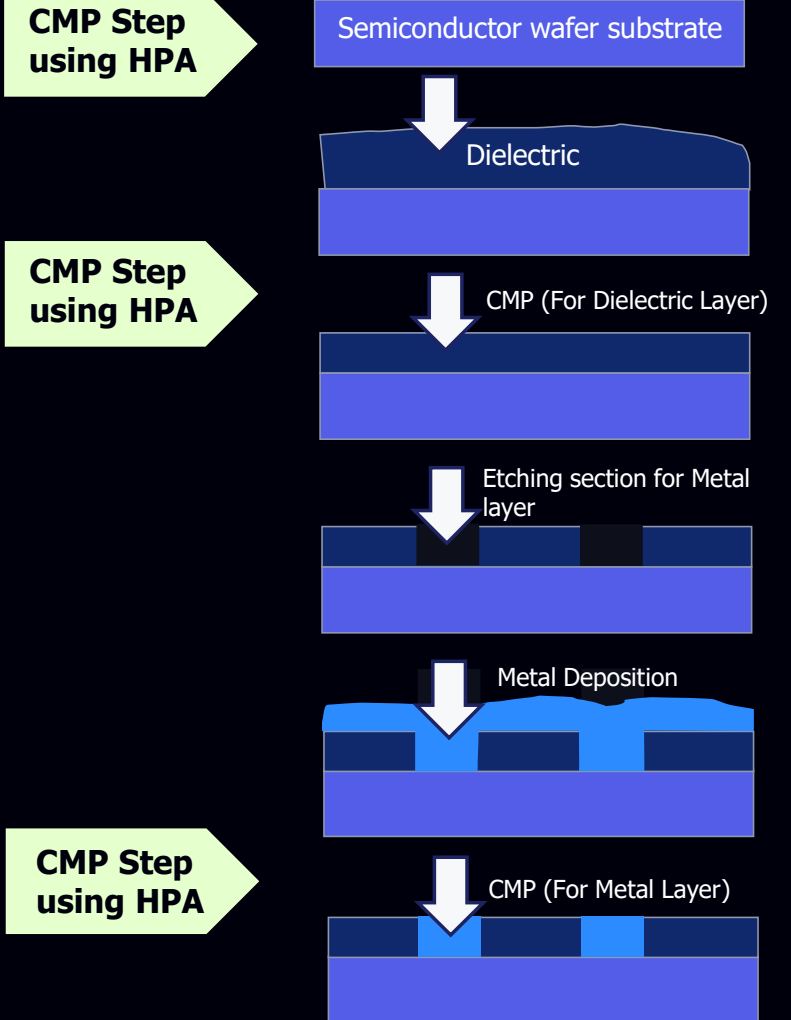 CMP Step
using HPA
Semiconductor wafer substrate
Dielectric
CMP Step
using HPA
CMP (For Dielectric Layer)
Etching section for Metal
layer
Metal Deposition
CMP Step
using HPA
CMP (For Metal Layer)